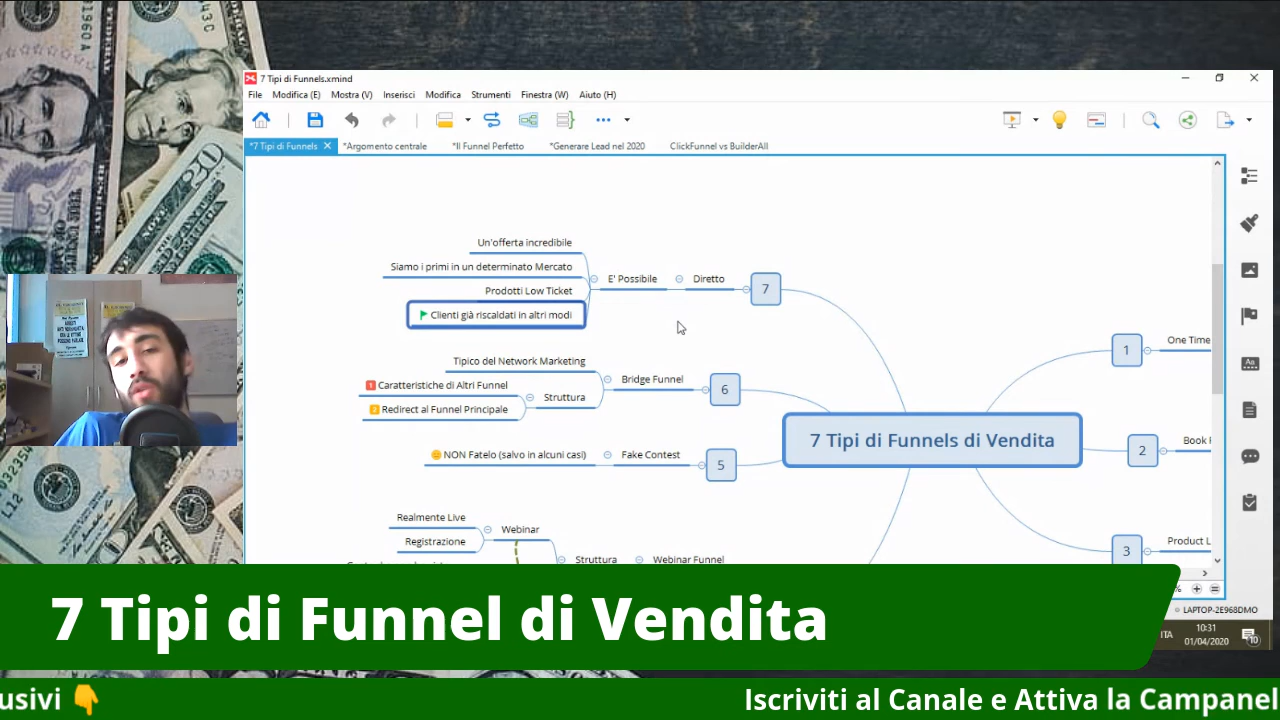 7 Tipi di Funnels.xmind
File Modifica (E) Mostra (V) Inserisci Modifica Strumenti Finestra (W) Aiuto (H)
*7 Tipi di Funnels *Argomento centrale *Il Funnel Perfetto *Generare Lead nel 2020 ClickFunnel vs BuilderAll
Un'offerta incredibile
Siamo i primi in un determinato Mercato
E' Possibile
Diretto
7
Prodotti Low Ticket
Clienti già riscaldati in altri modi
Tipico del Network Marketing
Bridge Funnel
6
1 Caratteristiche di Altri Funnel
Struttura
2 Redirect al Funnel Principale
NON Fatelo (salvo in alcuni casi)
Fake Contest
5
Realmente Live
Webinar
Registrazione
Struttura
Webinar Funnel
7 Tipi di Funnels di Vendita
1
One Time
2
Book
3
Product L
LAPTOP-2E968DMO
ITA
10:31
01/04/2020
10
7 Tipi di Funnel di Vendita
usivi 👇
Iscriviti al Canale e Attiva la Campanel